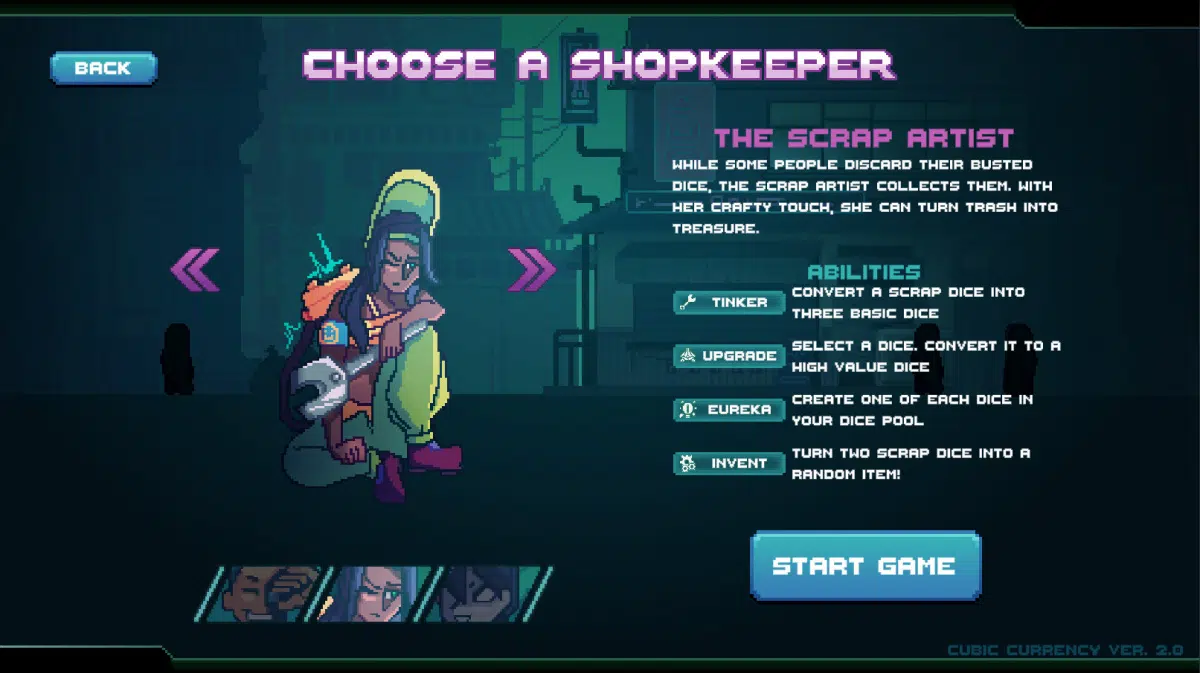 BACK
CHOOSE A SHOPKEEPER
THE SCRAP ARTIST
WHILE SOME PEOPLE DISCARD THEIR BUSTED
DICE, THE SCRAP ARTIST COLLECTS THEM. WITH
HER CRAFTY TOUCH, SHE CAN TURN TRASH INTO
TREASURE.
ABILITIES
TINKER
CONVERT A SCRAP DICE INTO
THREE BASIC DICE
UPGRADE
SELECT A DICE. CONVERT IT TO A
HIGH VALUE DICE
EUREKA
CREATE ONE OF EACH DICE IN
YOUR DICE POOL
INVENT
TURN TWO SCRAP DICE INTO A
RANDOM ITEM!
START GAME
CUBIC CURRENCY VER. 2.0